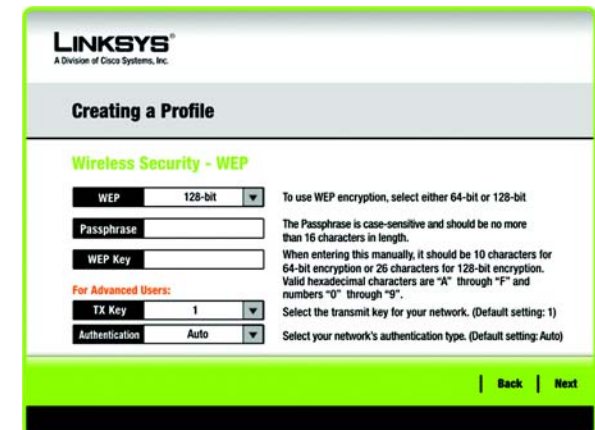 LINKSYS®
A Division of Cisco Systems, Inc.
Creating a Profile
Wireless Security - WEP
WEP 128-bit To use WEP encryption, select either 64-bit or 128-bit
Passphrase The Passphrase is case-sensitive and should be no more
than 16 characters in length.
WEP Key When entering this manually, it should be 10 characters for
64-bit encryption or 26 characters for 128-bit encryption.
Valid hexadecimal characters are "A" through "F" and
numbers "0" through "9".
For Advanced Users:
TX Key 1 Select the transmit key for your network. (Default setting: 1)
Authentication Auto Select your network's authentication type. (Default setting: Auto)
Back Next